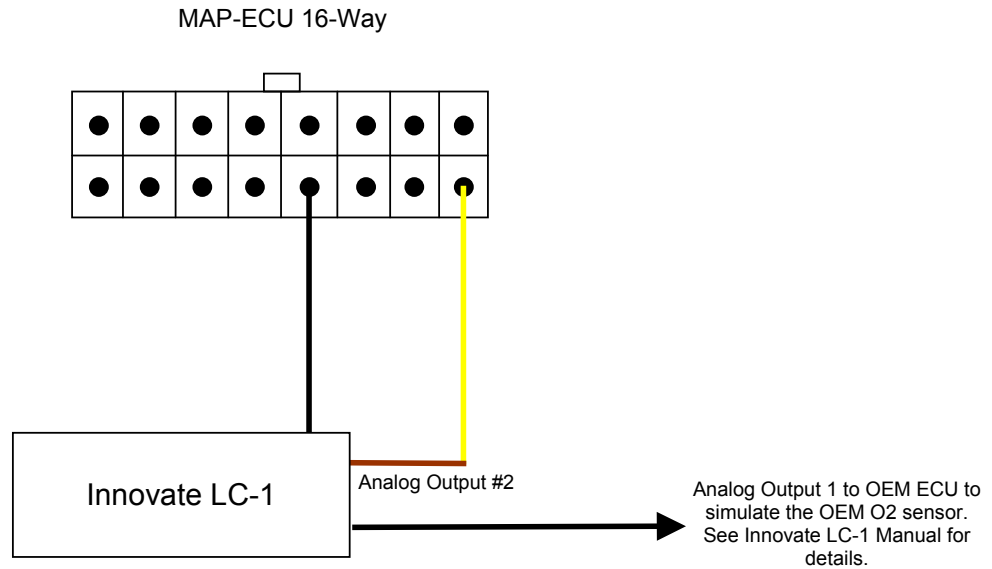 MAP-ECU 16-Way
Innovate LC-1
Analog Output #2
Analog Output 1 to OEM ECU to
simulate the OEM O2 sensor.
See Innovate LC-1 Manual for
details.